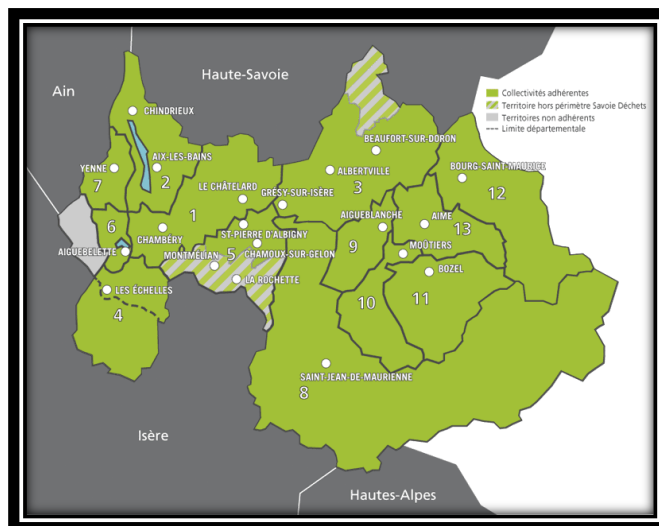 Ain
Haute-Savoie
Collectivités adhérentes
Territoire hors périmètre Savoie Déchets
Territoires non adhérents
Limite départementale
CHINDRIEUX
BEAUFORT-SUR-DORON
AIX-LES-BAINS
YENNE
ALBERTVILLE
BOURG-SAINT-MAURICE
7
2
3
12
LE CHÂTELARD
GRÉSY-SUR-ISÈRE
1
AIGUEBLANCHE
AIME
6
ST-PIERRE D'ALBIGNY
13
CHAMBÉRY
5
9
MOÛTIERS
AIGUEBELETTE
MONTMÉLIAN
CHAMOUX-SUR-GELON
BOZEL
LA ROCHETTE
11
LES ÉCHELLES
10
4
SAINT-JEAN-DE-MAURIENNE
8
Isère
Hautes-Alpes